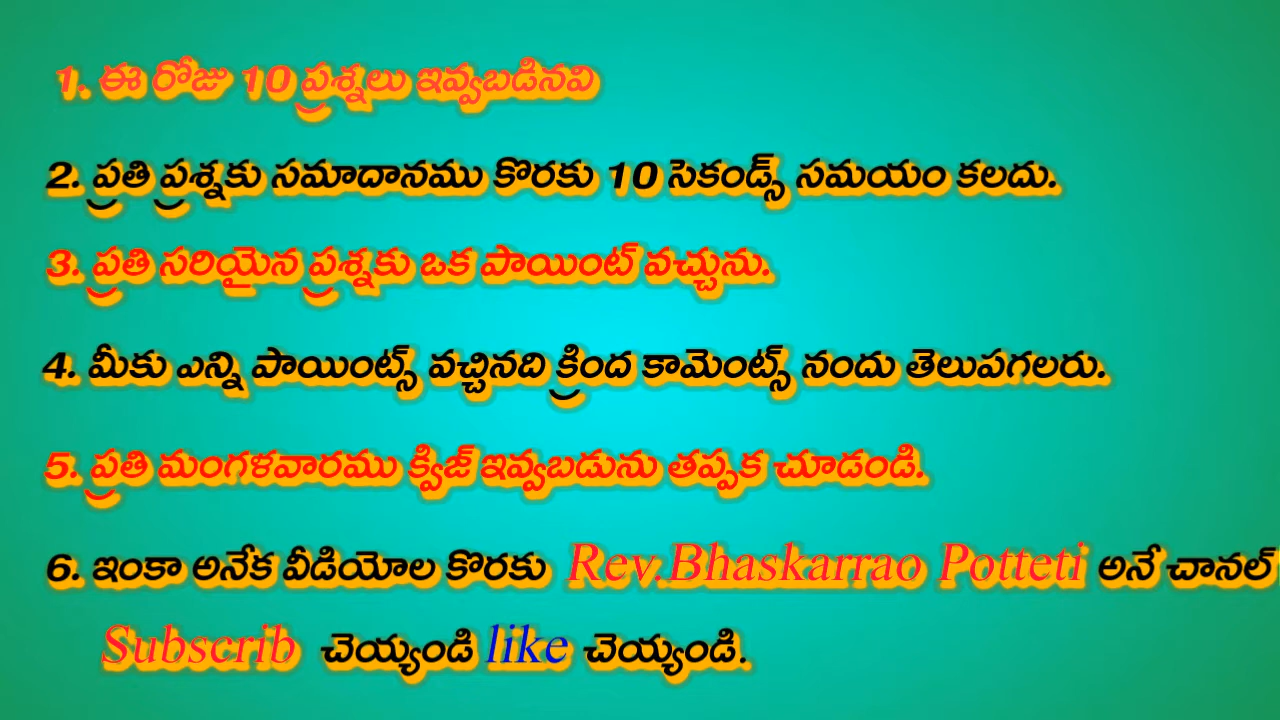 1. ఈ రోజు 10 ప్రశ్నలు ఇవ్వబడినవి
2. ప్రతి ప్రశ్నకు సమాదానము కొరకు 10 సెకండ్స్ సమయం కలదు.
3. ప్రతి సరియైన ప్రశ్నకు ఒక పాయింట్ వచ్చును.
4. మీకు ఎన్ని పాయింట్స్ వచ్చినది క్రింద కామెంట్స్ నందు తెలుపగలరు.
5. ప్రతి మంగళవారము క్విజ్ ఇవ్వబడును తప్పక చూడండి.
6. ఇంకా అనేక వీడియోల కొరకు Rev.Bhaskarrao Potteti అనే చానల్
Subscrib చెయ్యండి like చెయ్యండి.